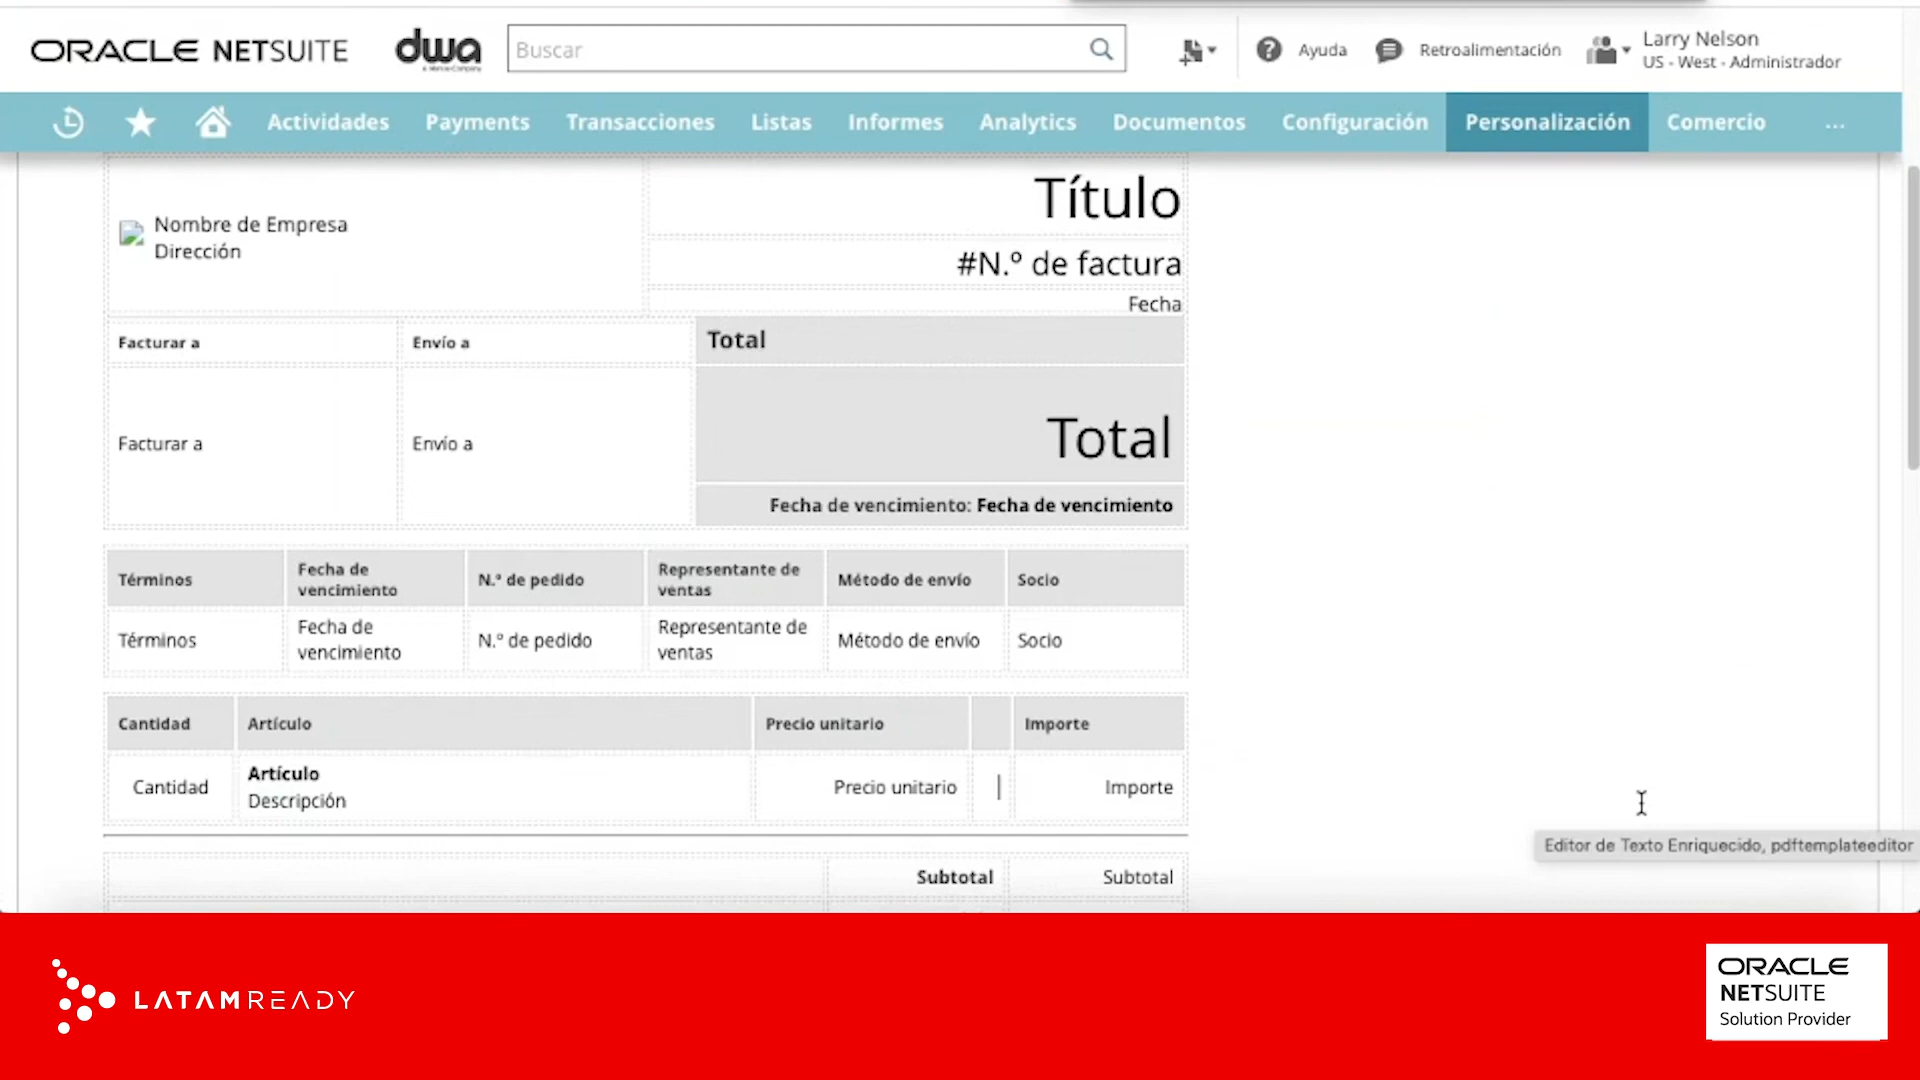 ORACLE NETSUITE
dwa
Buscar
Ayuda
Retroalimentación
Larry Nelson
US - West - Administrador
Actividades
Payments
Transacciones
Listas
Informes
Analytics
Documentos
Configuración
Personalización
Comercio
...
Nombre de Empresa
Dirección
Título
#N.º de factura
Fecha
Facturar a
Envío a
Total
Facturar a
Envío a
Total
Fecha de vencimiento: Fecha de vencimiento
Términos
Fecha de
vencimiento
N.º de pedido
Representante de
ventas
Método de envío
Socio
Términos
Fecha de
vencimiento
N.º de pedido
Representante de
ventas
Método de envío
Socio
Cantidad
Artículo
Precio unitario
Importe
Cantidad
Artículo
Descripción
Precio unitario
Importe
Editor de Texto Enriquecido, pdftemplateeditor
Subtotal
Subtotal
LATAMREADY
ORACLE
NETSUITE
Solution Provider